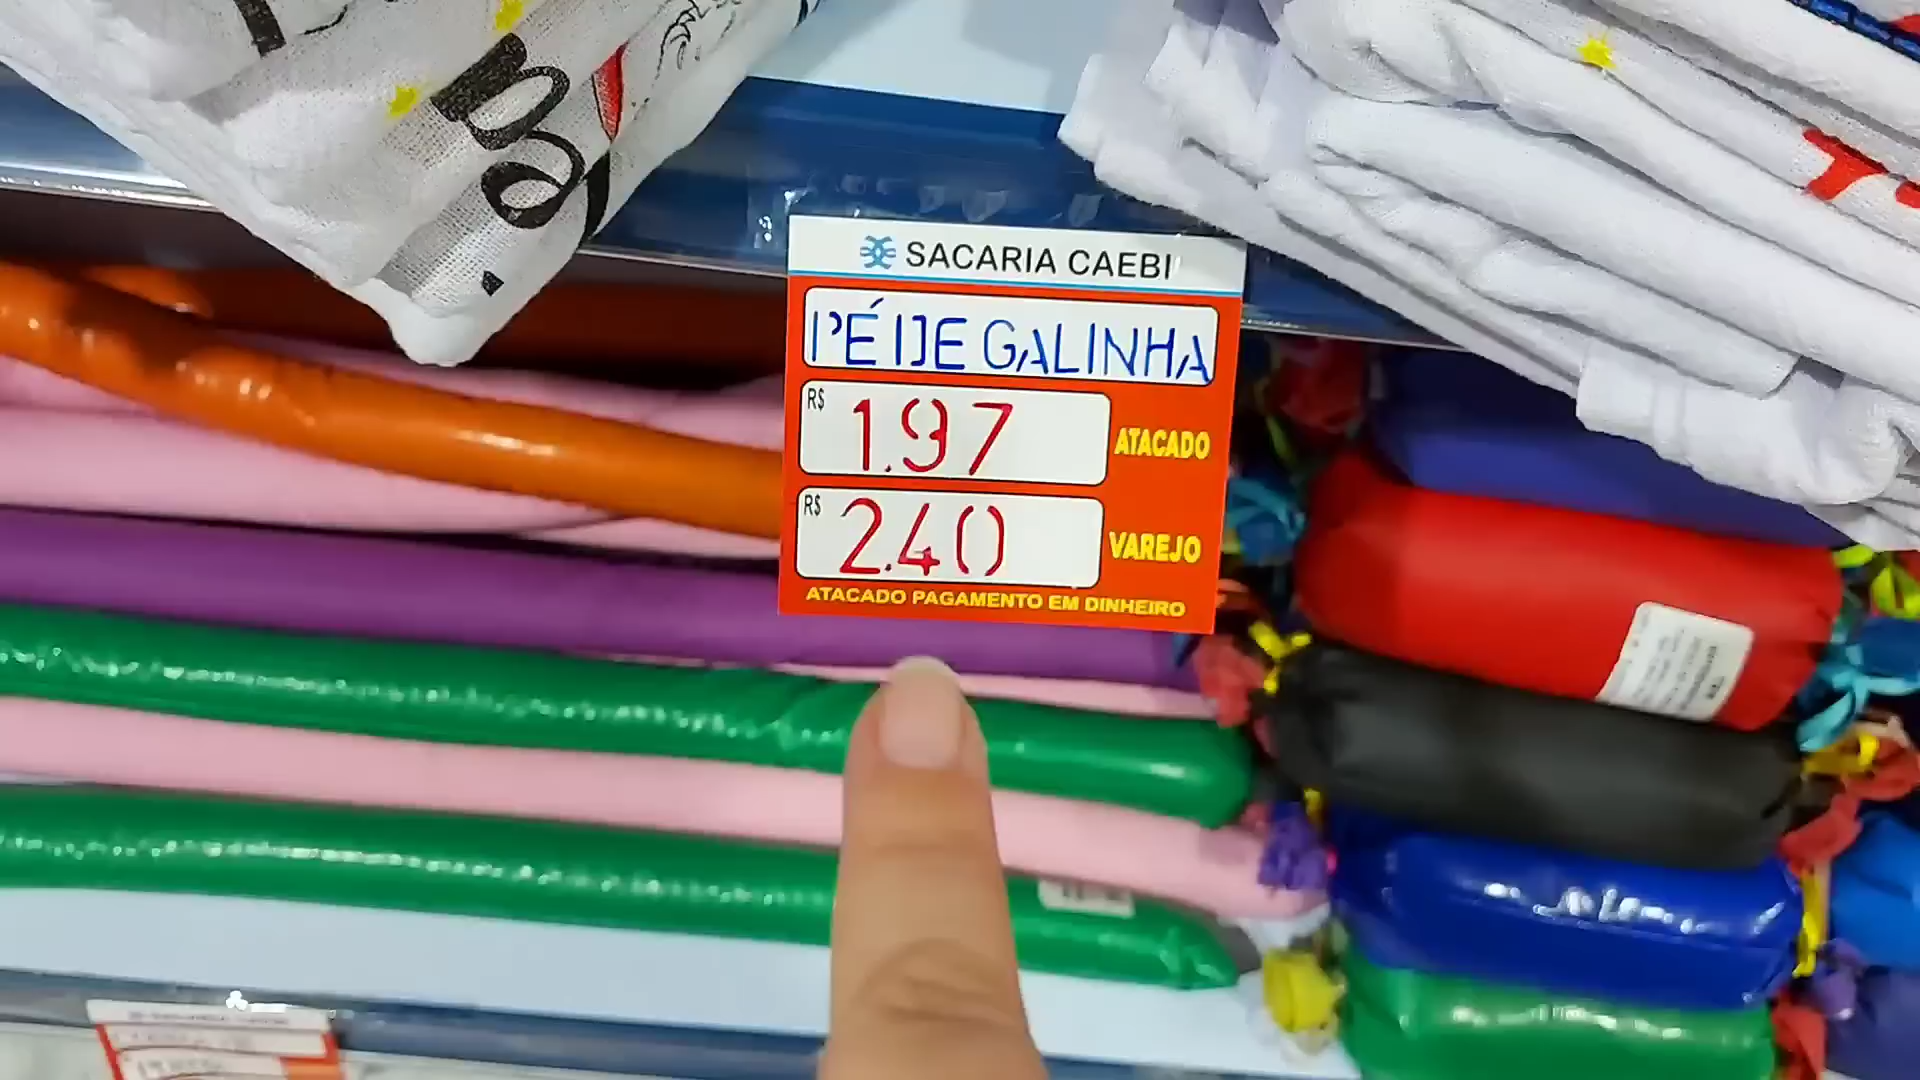 SACARIA CAEBI
PÉ DE GALINHA
R$ 1.97 ATACADO
R$ 2.40 VAREJO
ATACADO PAGAMENTO EM DINHEIRO